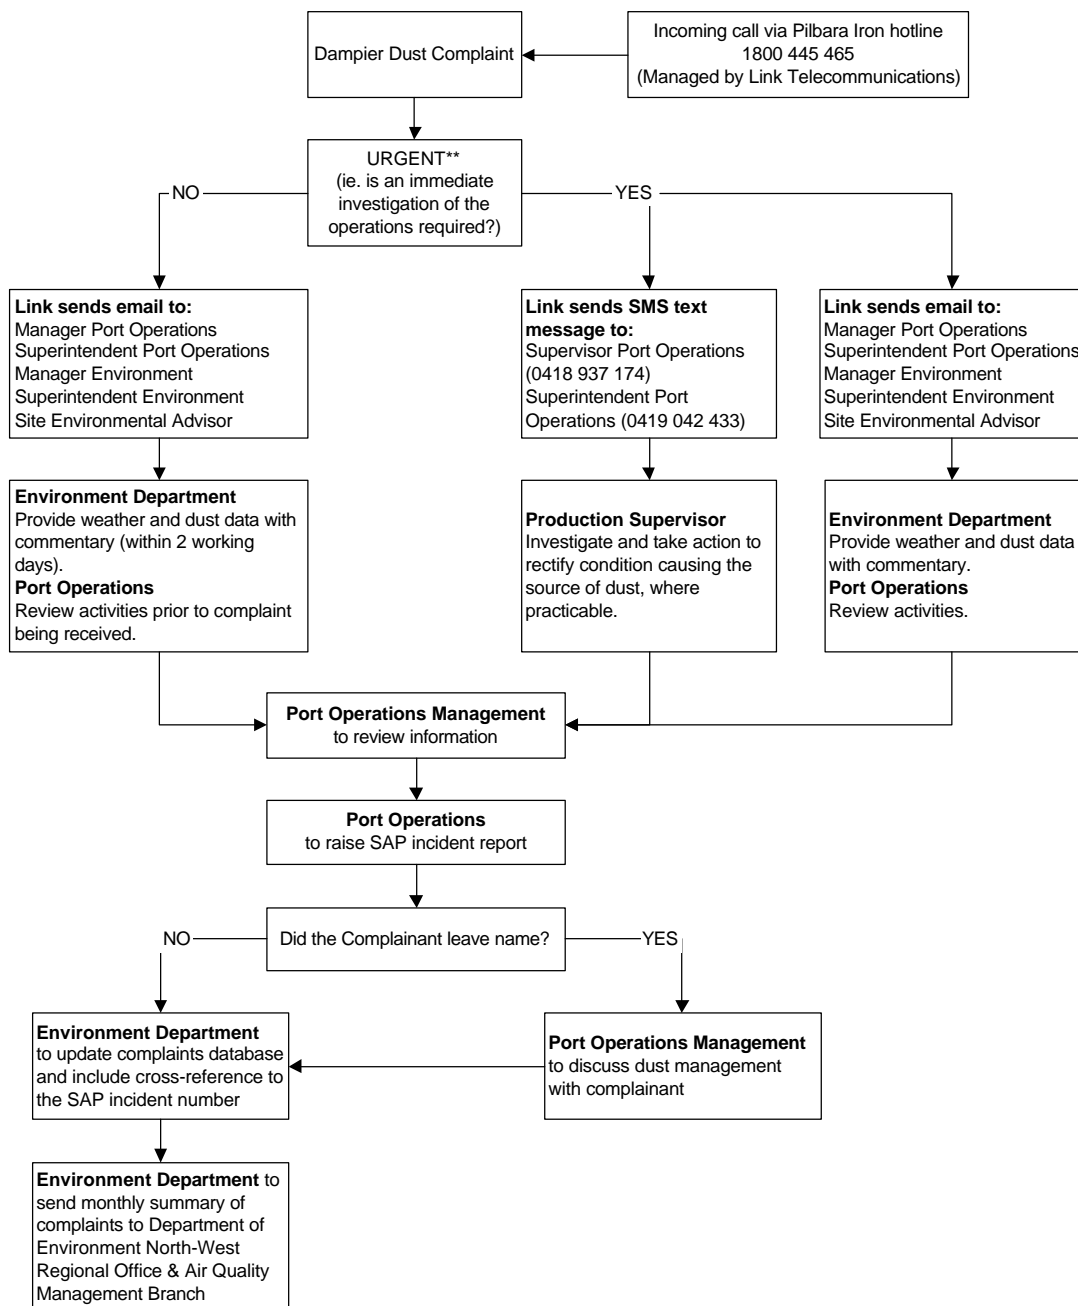 Dampier Dust Complaint
Incoming call via Pilbara Iron hotline
1800 445 465
(Managed by Link Telecommunications)
URGENT**
(ie. is an immediate
investigation of the
operations required?)
NO
YES
Link sends email to:
Manager Port Operations
Superintendent Port Operations
Manager Environment
Superintendent Environment
Site Environmental Advisor
Link sends SMS text
message to:
Supervisor Port Operations
(0418 937 174)
Superintendent Port
Operations (0419 042 433)
Link sends email to:
Manager Port Operations
Superintendent Port Operations
Manager Environment
Superintendent Environment
Site Environmental Advisor
Environment Department
Provide weather and dust data with
commentary (within 2 working
days).
Port Operations
Review activities prior to complaint
being received.
Production Supervisor
Investigate and take action to
rectify condition causing the
source of dust, where
practicable.
Environment Department
Provide weather and dust data
with commentary.
Port Operations
Review activities.
Port Operations Management
to review information
Port Operations
to raise SAP incident report
Did the Complainant leave name?
NO
YES
Environment Department
to update complaints database
and include cross-reference to
the SAP incident number
Port Operations Management
to discuss dust management
with complainant
Environment Department to
send monthly summary of
complaints to Department of
Environment North-West
Regional Office & Air Quality
Management Branch